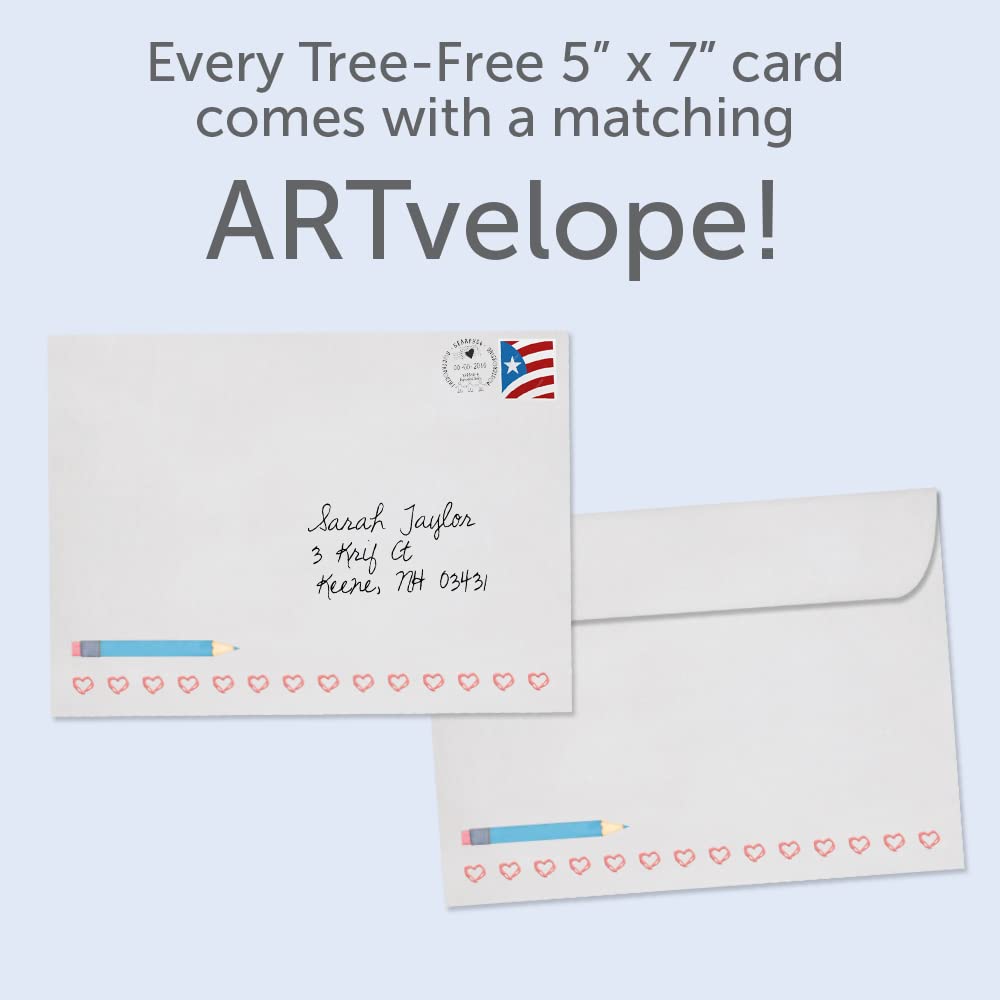 Every Tree-Free 5” x 7” card
comes with a matching
ARTvelope!
Sarah Taylor
3 Krif Ct
Keene, NH 03431